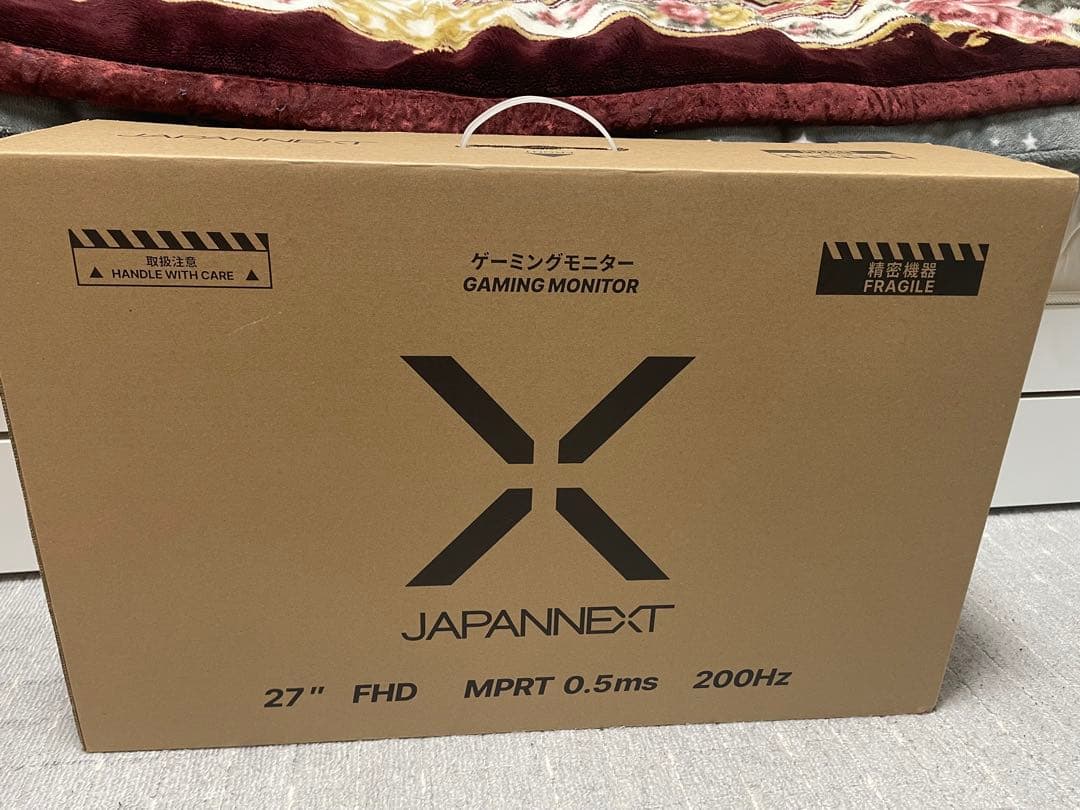 JAPANNEXT
取扱注意
HANDLE WITH CARE
ゲーミングモニター
GAMING MONITOR
精密機器
FRAGILE
JAPANNEXT
27" FHD MPRT 0.5ms 200Hz